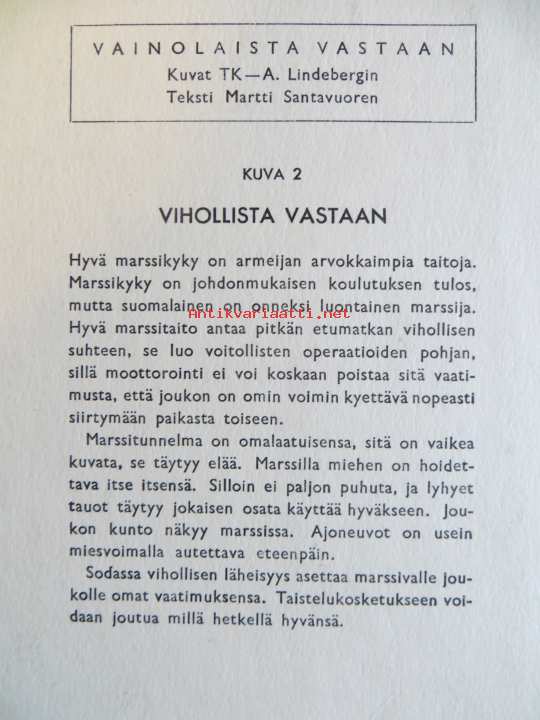 VAINOLAISTA VASTAAN
Kuvat TK—A. Lindebergin
Teksti Martti Santavuoren
KUVA 2
VIHOLLISTA VASTAAN
Hyvä marssikyky on armeijan arvokkaimpia taitoja.
Marssikyky on johdonmukaisen koulutuksen tulos,
mutta suomalainen on onneksi luontainen marssija.
Antikvariaatti.net
Hyvä marssitaito antaa pitkän etumatkan vihollisen
suhteen, se luo voitollisten operaatioiden pohjan,
sillä moottorointi ei voi koskaan poistaa sitä vaati-
musta, että joukon on omin voimin kyettävä nopeasti
siirtymään paikasta toiseen.
Marssitunnelma on omalaatuisensa, sitä on vaikea
kuvata, se täytyy elää. Marssilla miehen on hoidet-
tava itse itsensä. Silloin ei paljon puhuta, ja lyhyet
tauot täytyy jokaisen osata käyttää hyväkseen. Jou-
kon kunto näkyy marssissa. Ajoneuvot on usein
miesvoimalla autettava eteenpäin.
Sodassa vihollisen läheisyys asettaa marssivalle jou-
kolle omat vaatimuksensa. Taistelukosketukseen voi-
daan joutua millä hetkellä hyvänsä.